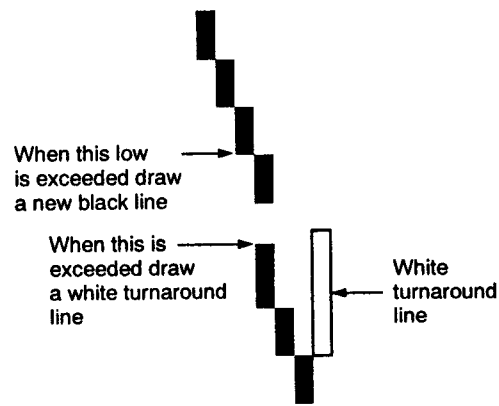 When this low
is exceeded draw
a new black line
When this is
exceeded draw
a white turnaround
line
White
turnaround
line